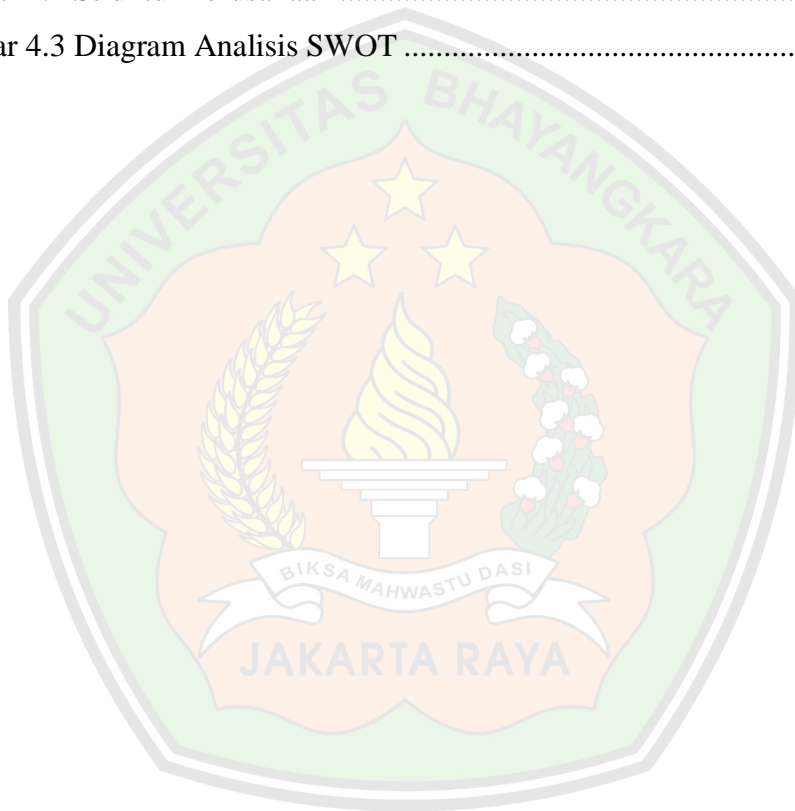 ar 4.3 Diagram Analisis SWOT ................................................
UNIVERSITAS BHAYANGKARA
BIKSA MAHWASTU DASI
JAKARTA RAYA